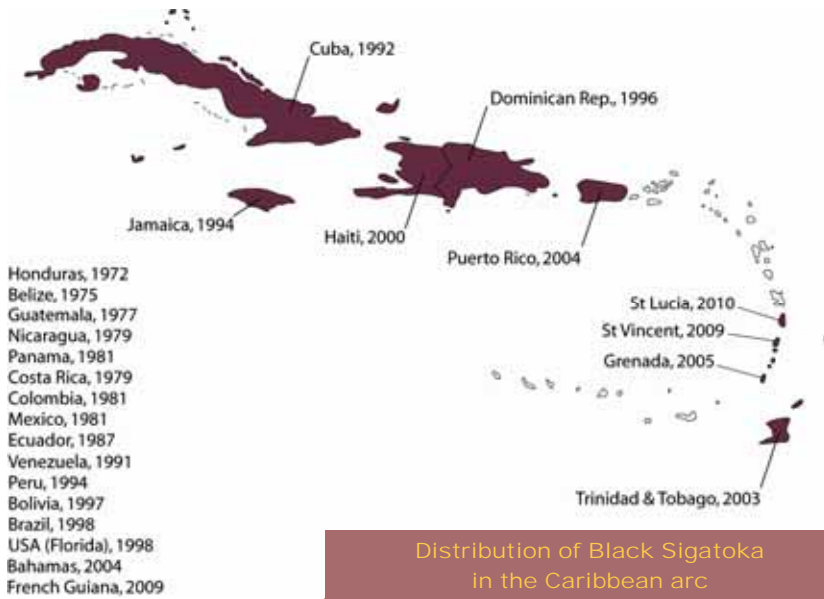 Cuba, 1992
Dominican Rep., 1996
Jamaica, 1994
Haiti, 2000
Puerto Rico, 2004
Honduras, 1972
Belize, 1975
Guatemala, 1977
Nicaragua, 1979
Panama, 1981
Costa Rica, 1979
Colombia, 1981
Mexico, 1981
Ecuador, 1987
Venezuela, 1991
Peru, 1994
Bolivia, 1997
Brazil, 1998
USA (Florida), 1998
Bahamas, 2004
French Guiana, 2009
St Lucia, 2010
St Vincent, 2009
Grenada, 2005
Trinidad & Tobago, 2003
Distribution of Black Sigatoka
in the Caribbean arc